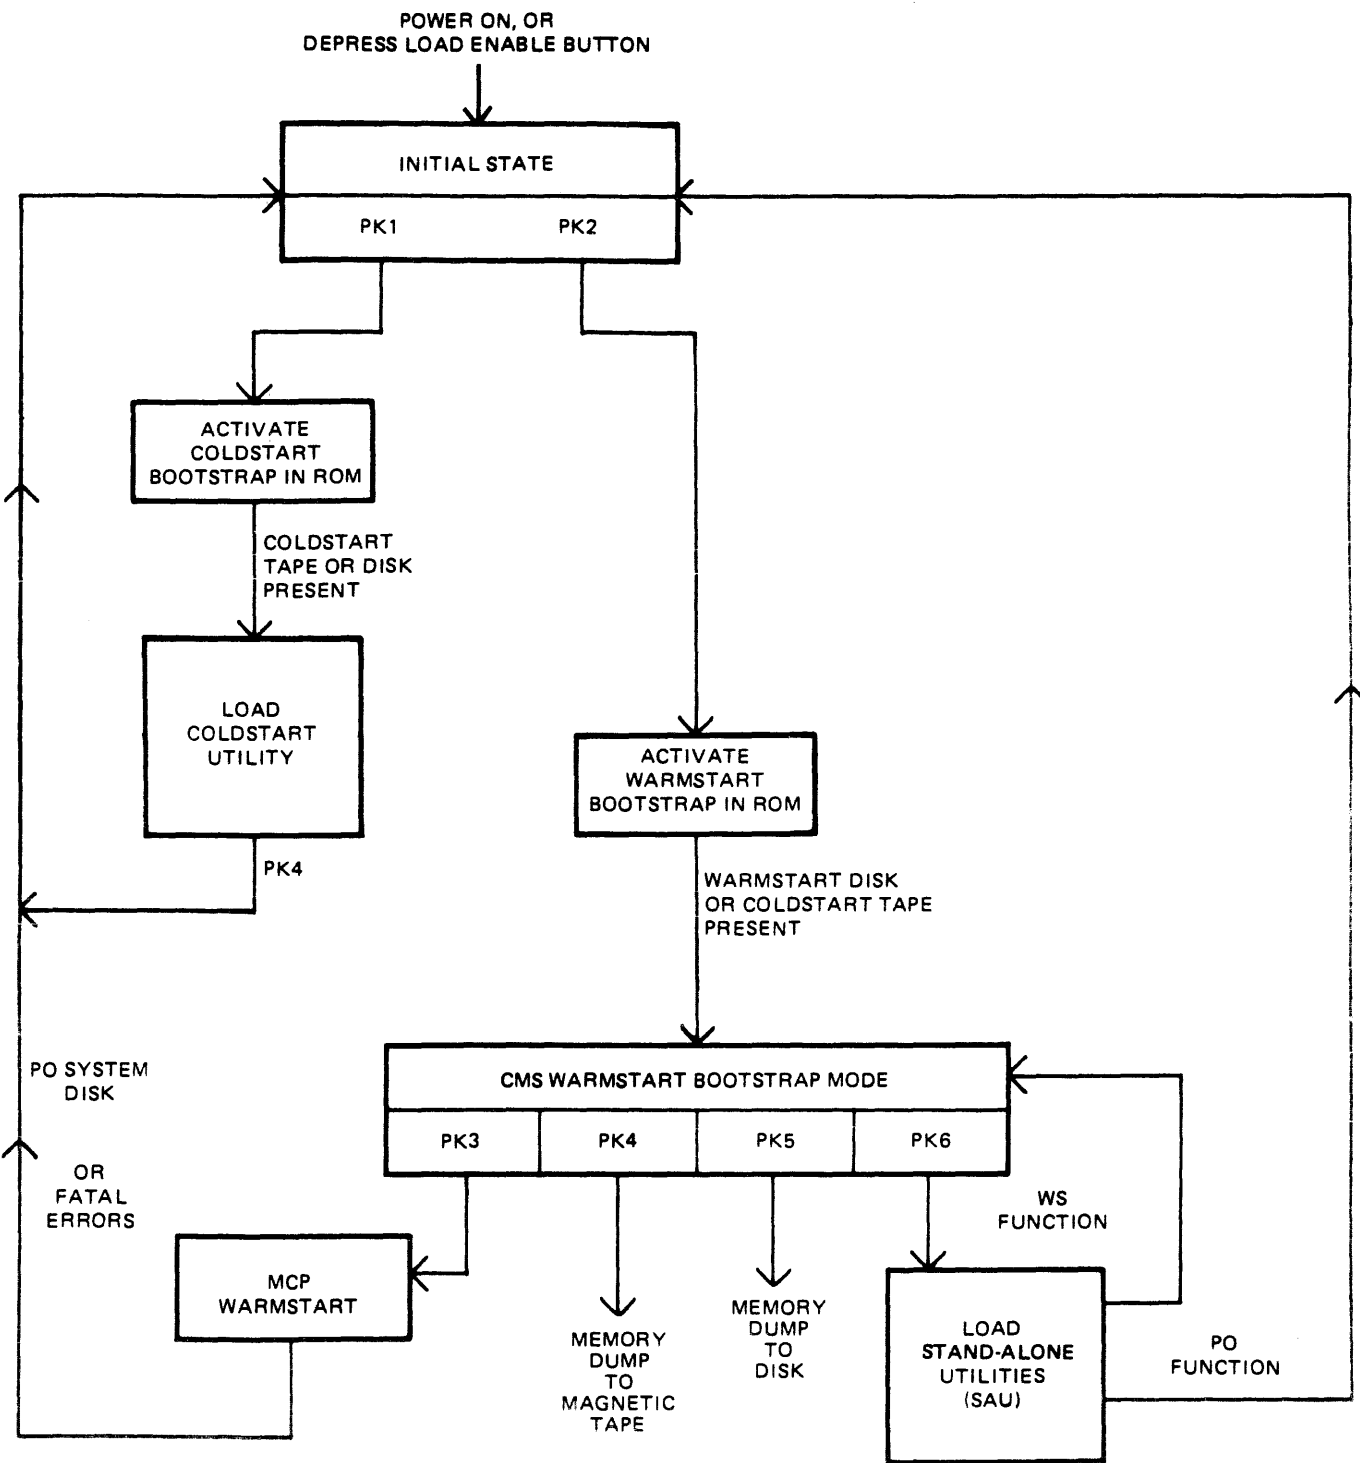 POWER ON, OR
DEPRESS LOAD ENABLE BUTTON
INITIAL STATE
PK1
PK2
ACTIVATE
COLDSTART
BOOTSTRAP IN ROM
COLDSTART
TAPE OR DISK
PRESENT
LOAD
COLDSTART
UTILITY
PK4
ACTIVATE
WARMSTART
BOOTSTRAP IN ROM
WARMSTART DISK
OR COLDSTART TAPE
PRESENT
PO SYSTEM
DISK
OR
FATAL
ERRORS
CMS WARMSTART BOOTSTRAP MODE
PK3
PK4
PK5
PK6
MCP
WARMSTART
MEMORY
DUMP
TO
MAGNETIC
TAPE
MEMORY
DUMP
TO
DISK
WS
FUNCTION
LOAD
STAND-ALONE
UTILITIES
(SAU)
PO
FUNCTION